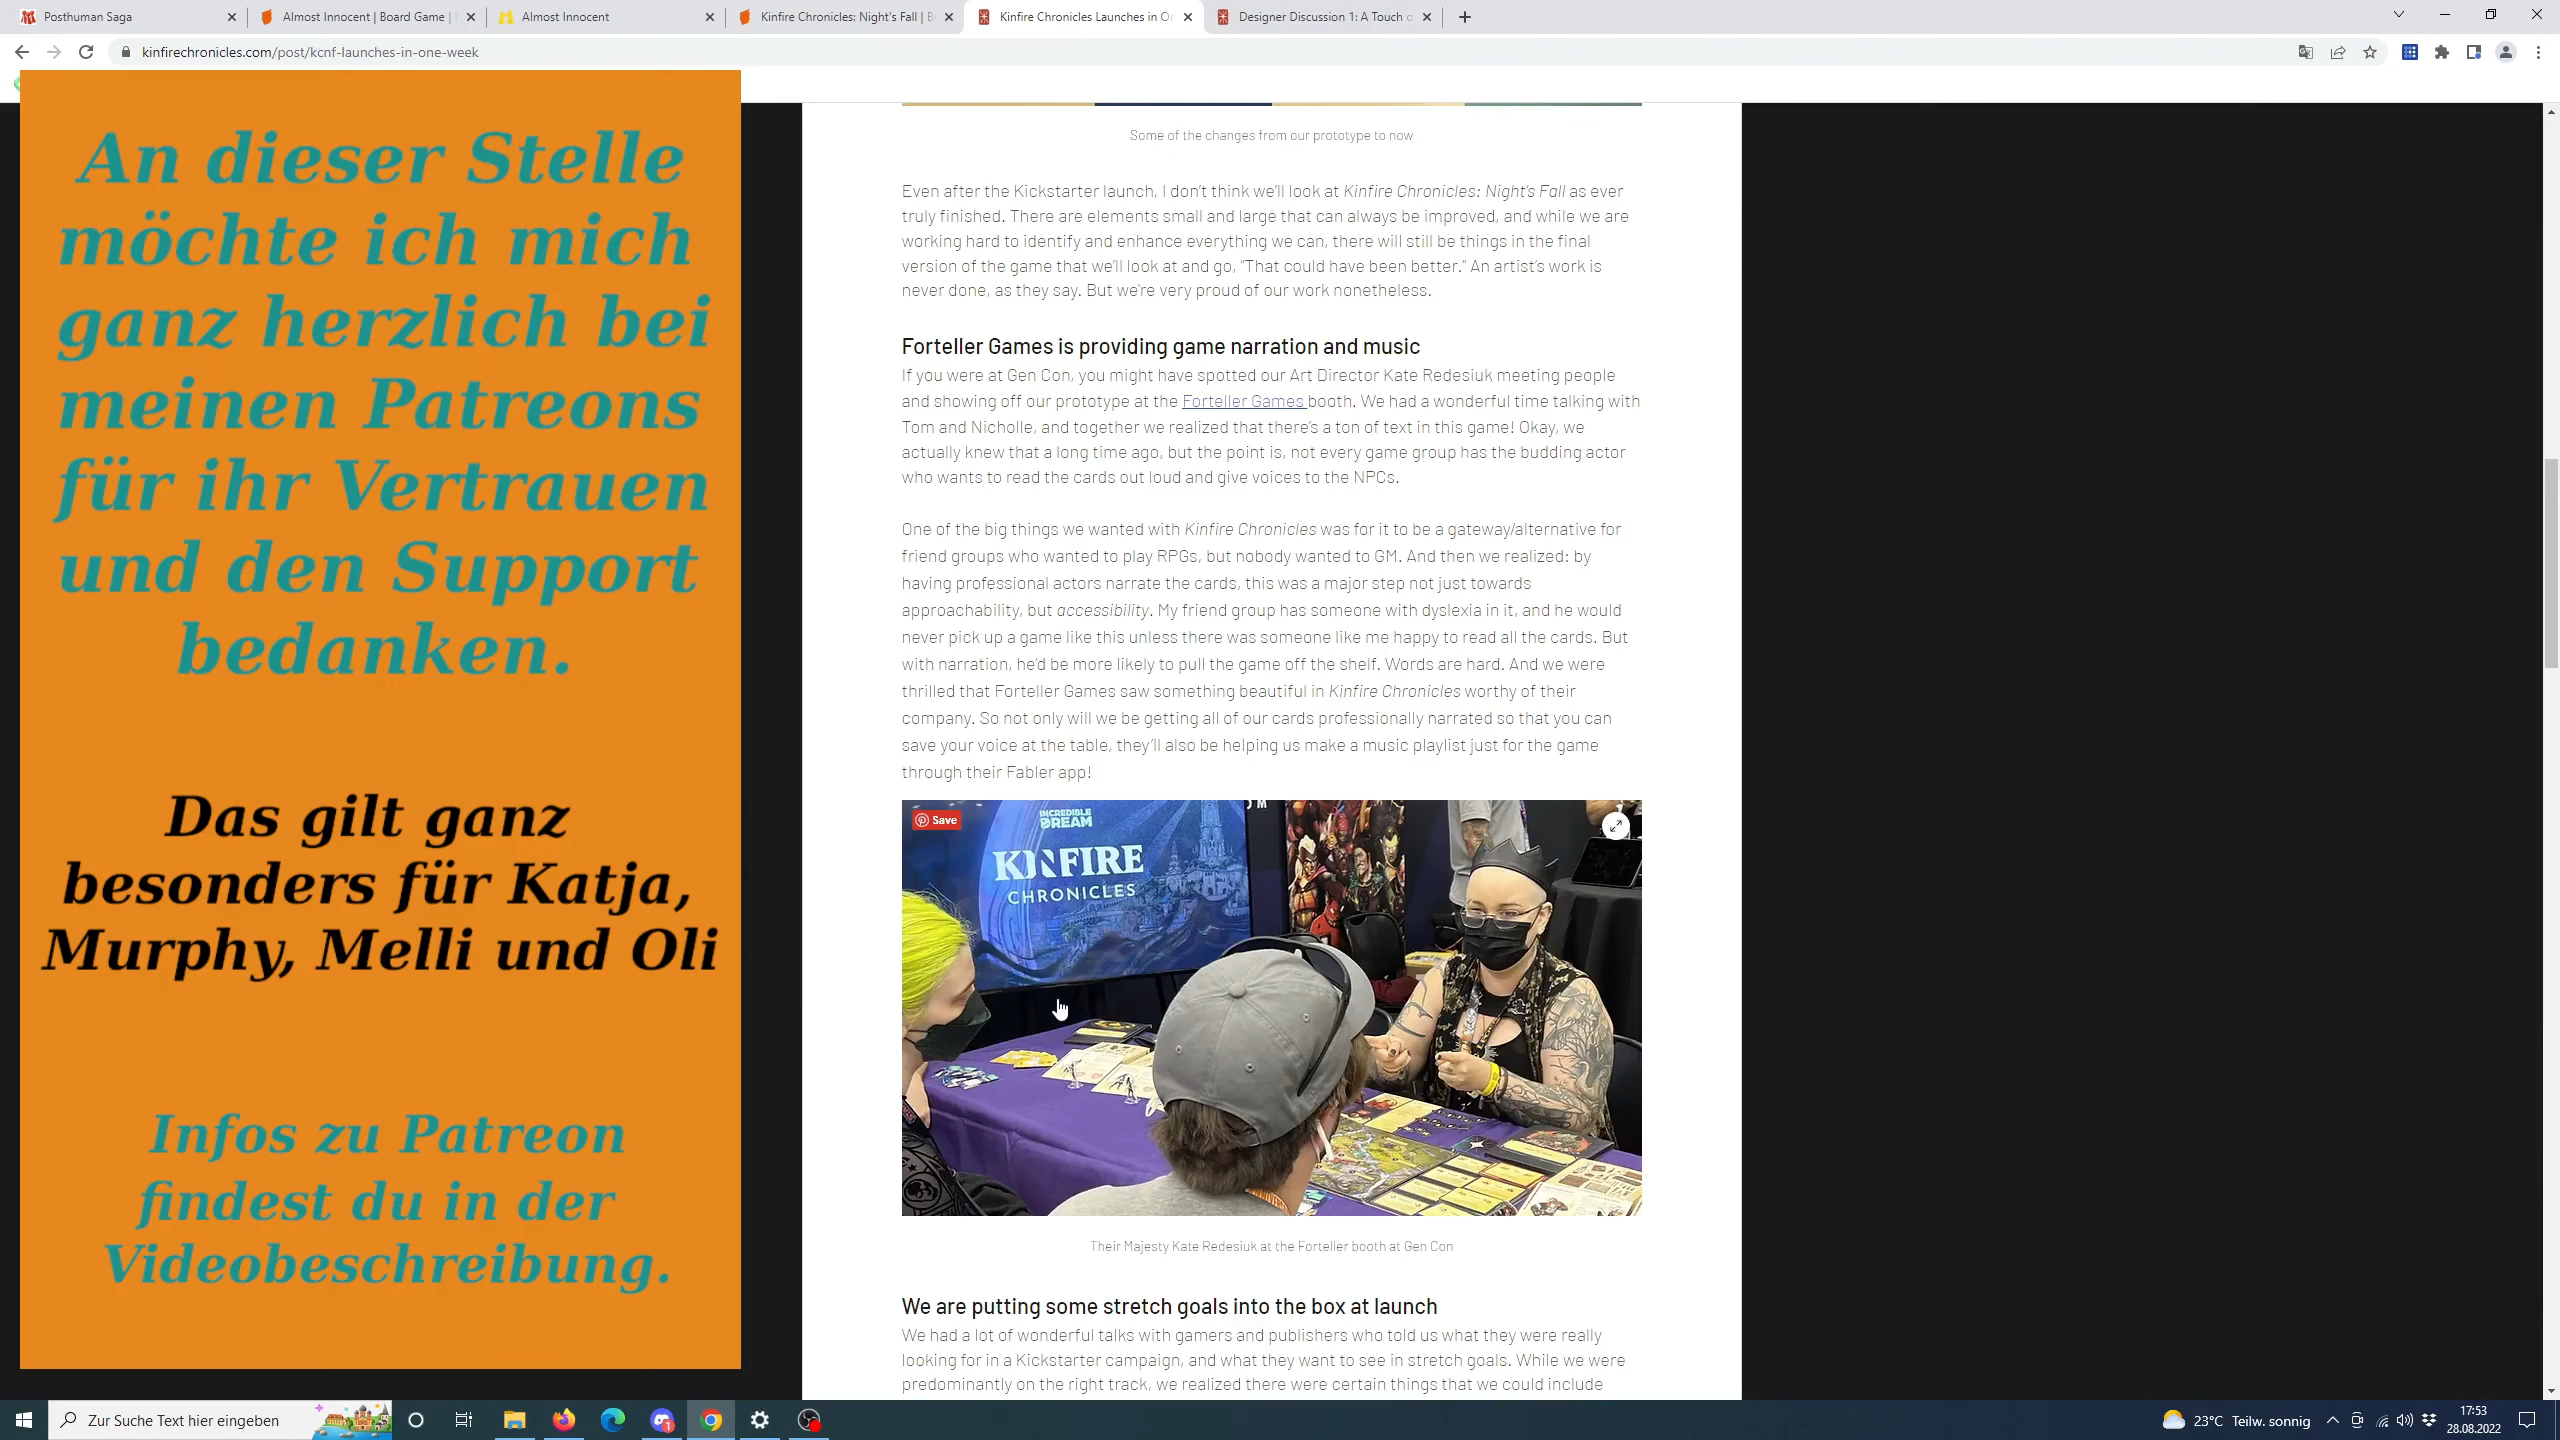 Posthuman Saga
Almost Innocent | Board Game |
Almost Innocent
Kinfire Chronicles: Night's Fall |
Kinfire Chronicles Launches in
Designer Discussion 1: A Touch
kinfirechronicles.com/post/kcnf-launches-in-one-week
An dieser Stelle
möchte ich mich
ganz herzlich bei
meinen Patreons
für ihr Vertrauen
und den Support
bedanken.
Das gilt ganz
besonders für Katja,
Murphy, Melli und Oli
Infos zu Patreon
findest du in der
Videobeschreibung.
Some of the changes from our prototype to now
Even after the Kickstarter launch, I don't think we'll look at Kinfire Chronicles: Night's Fall as ever
truly finished. There are elements small and large that can always be improved, and while we are
working hard to identify and enhance everything we can, there will still be things in the final
version of the game that we'll look at and go, "That could have been better." An artist's work is
never done, as they say. But we're very proud of our work nonetheless.
Forteller Games is providing game narration and music
If you were at Gen Con, you might have spotted our Art Director Kate Redesiuk meeting people
and showing off our prototype at the Forteller Games booth. We had a wonderful time talking with
Tom and Nicholle, and together we realized that there's a ton of text in this game! Okay, we
actually knew that a long time ago, but the point is, not every game group has the budding actor
who wants to read the cards out loud and give voices to the NPCs.
One of the big things we wanted with Kinfire Chronicles was for it to be a gateway/alternative for
friend groups who wanted to play RPGs, but nobody wanted to GM. And then we realized: by
having professional actors narrate the cards, this was a major step not just towards
approachability, but accessibility. My friend group has someone with dyslexia in it, and he would
never pick up a game like this unless there was someone like me happy to read all the cards. But
with narration, he'd be more likely to pull the game off the shelf. Words are hard. And we were
thrilled that Forteller Games saw something beautiful in Kinfire Chronicles worthy of their
company. So not only will we be getting all of our cards professionally narrated so that you can
save your voice at the table, they'll also be helping us make a music playlist just for the game
through their Fabler app!
Save
INCREDIBLE
DREAM
KINFIRE
CHRONICLES
Their Majesty Kate Redesiuk at the Forteller booth at Gen Con
We are putting some stretch goals into the box at launch
We had a lot of wonderful talks with gamers and publishers who told us what they were really
looking for in a Kickstarter campaign, and what they want to see in stretch goals. While we were
predominantly on the right track, we realized there were certain things that we could include
Zur Suche Text hier eingeben
23°C Teilw. sonnig
17:53
28.08.2022